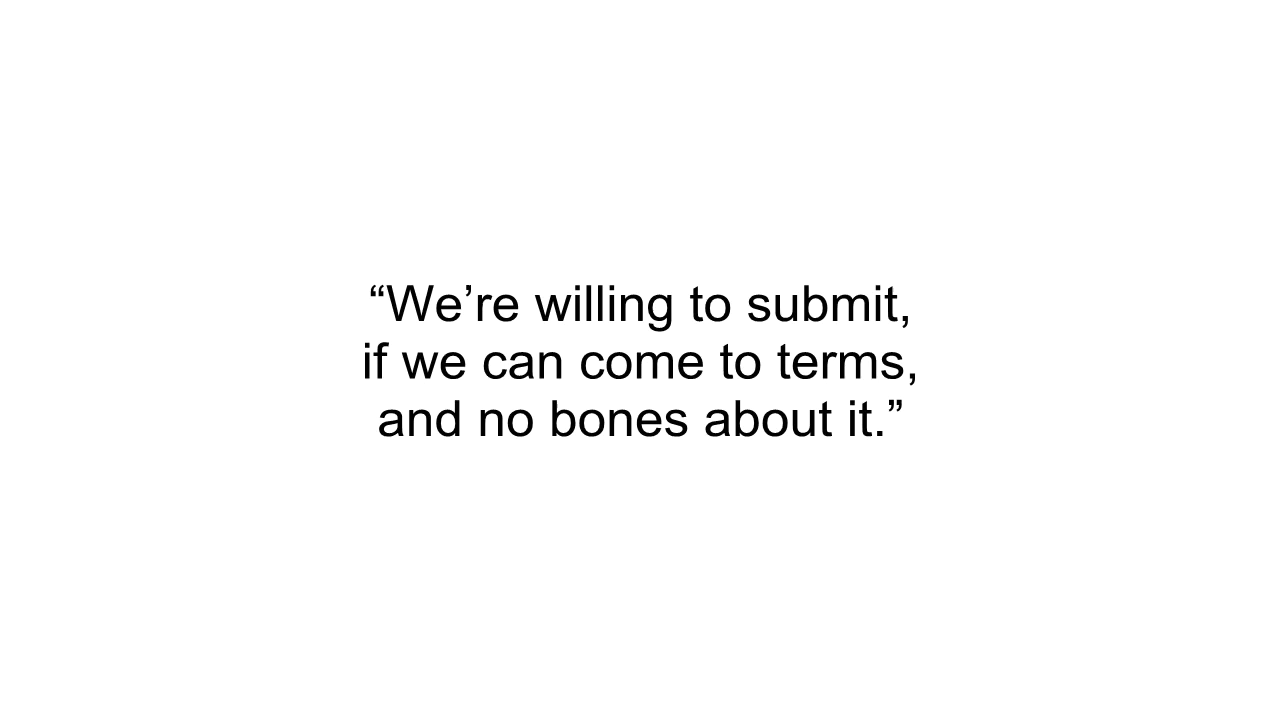 “We’re willing to submit,
if we can come to terms,
and no bones about it.”